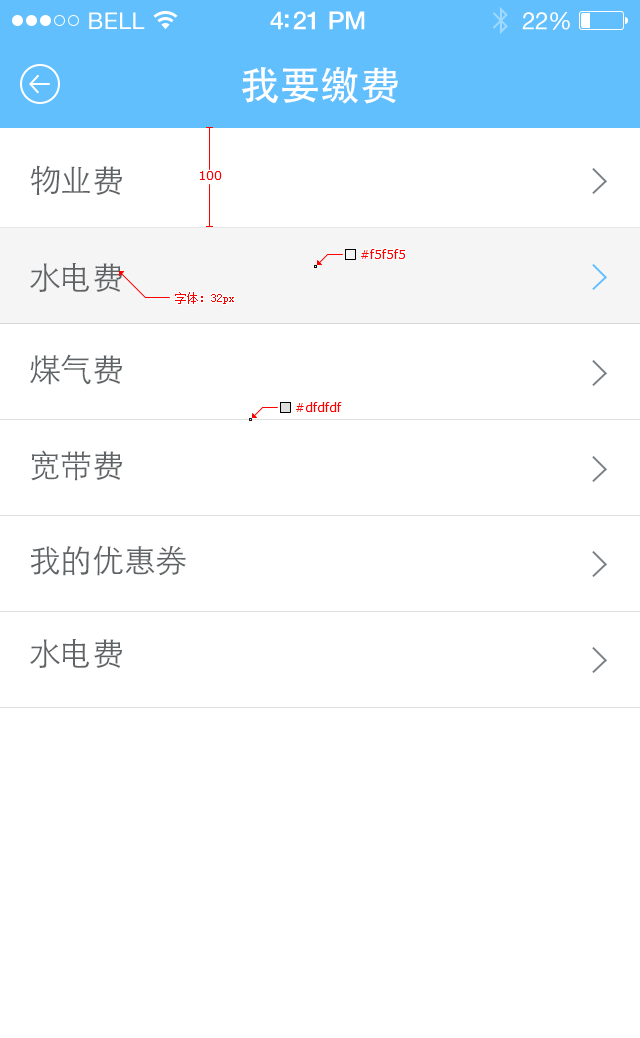 BELL 4:21 PM 22%
我要缴费
物业费
100
水电费
#f5f5f5
字体：32px
煤气费
#dfdfdf
宽带费
我的优惠券
水电费